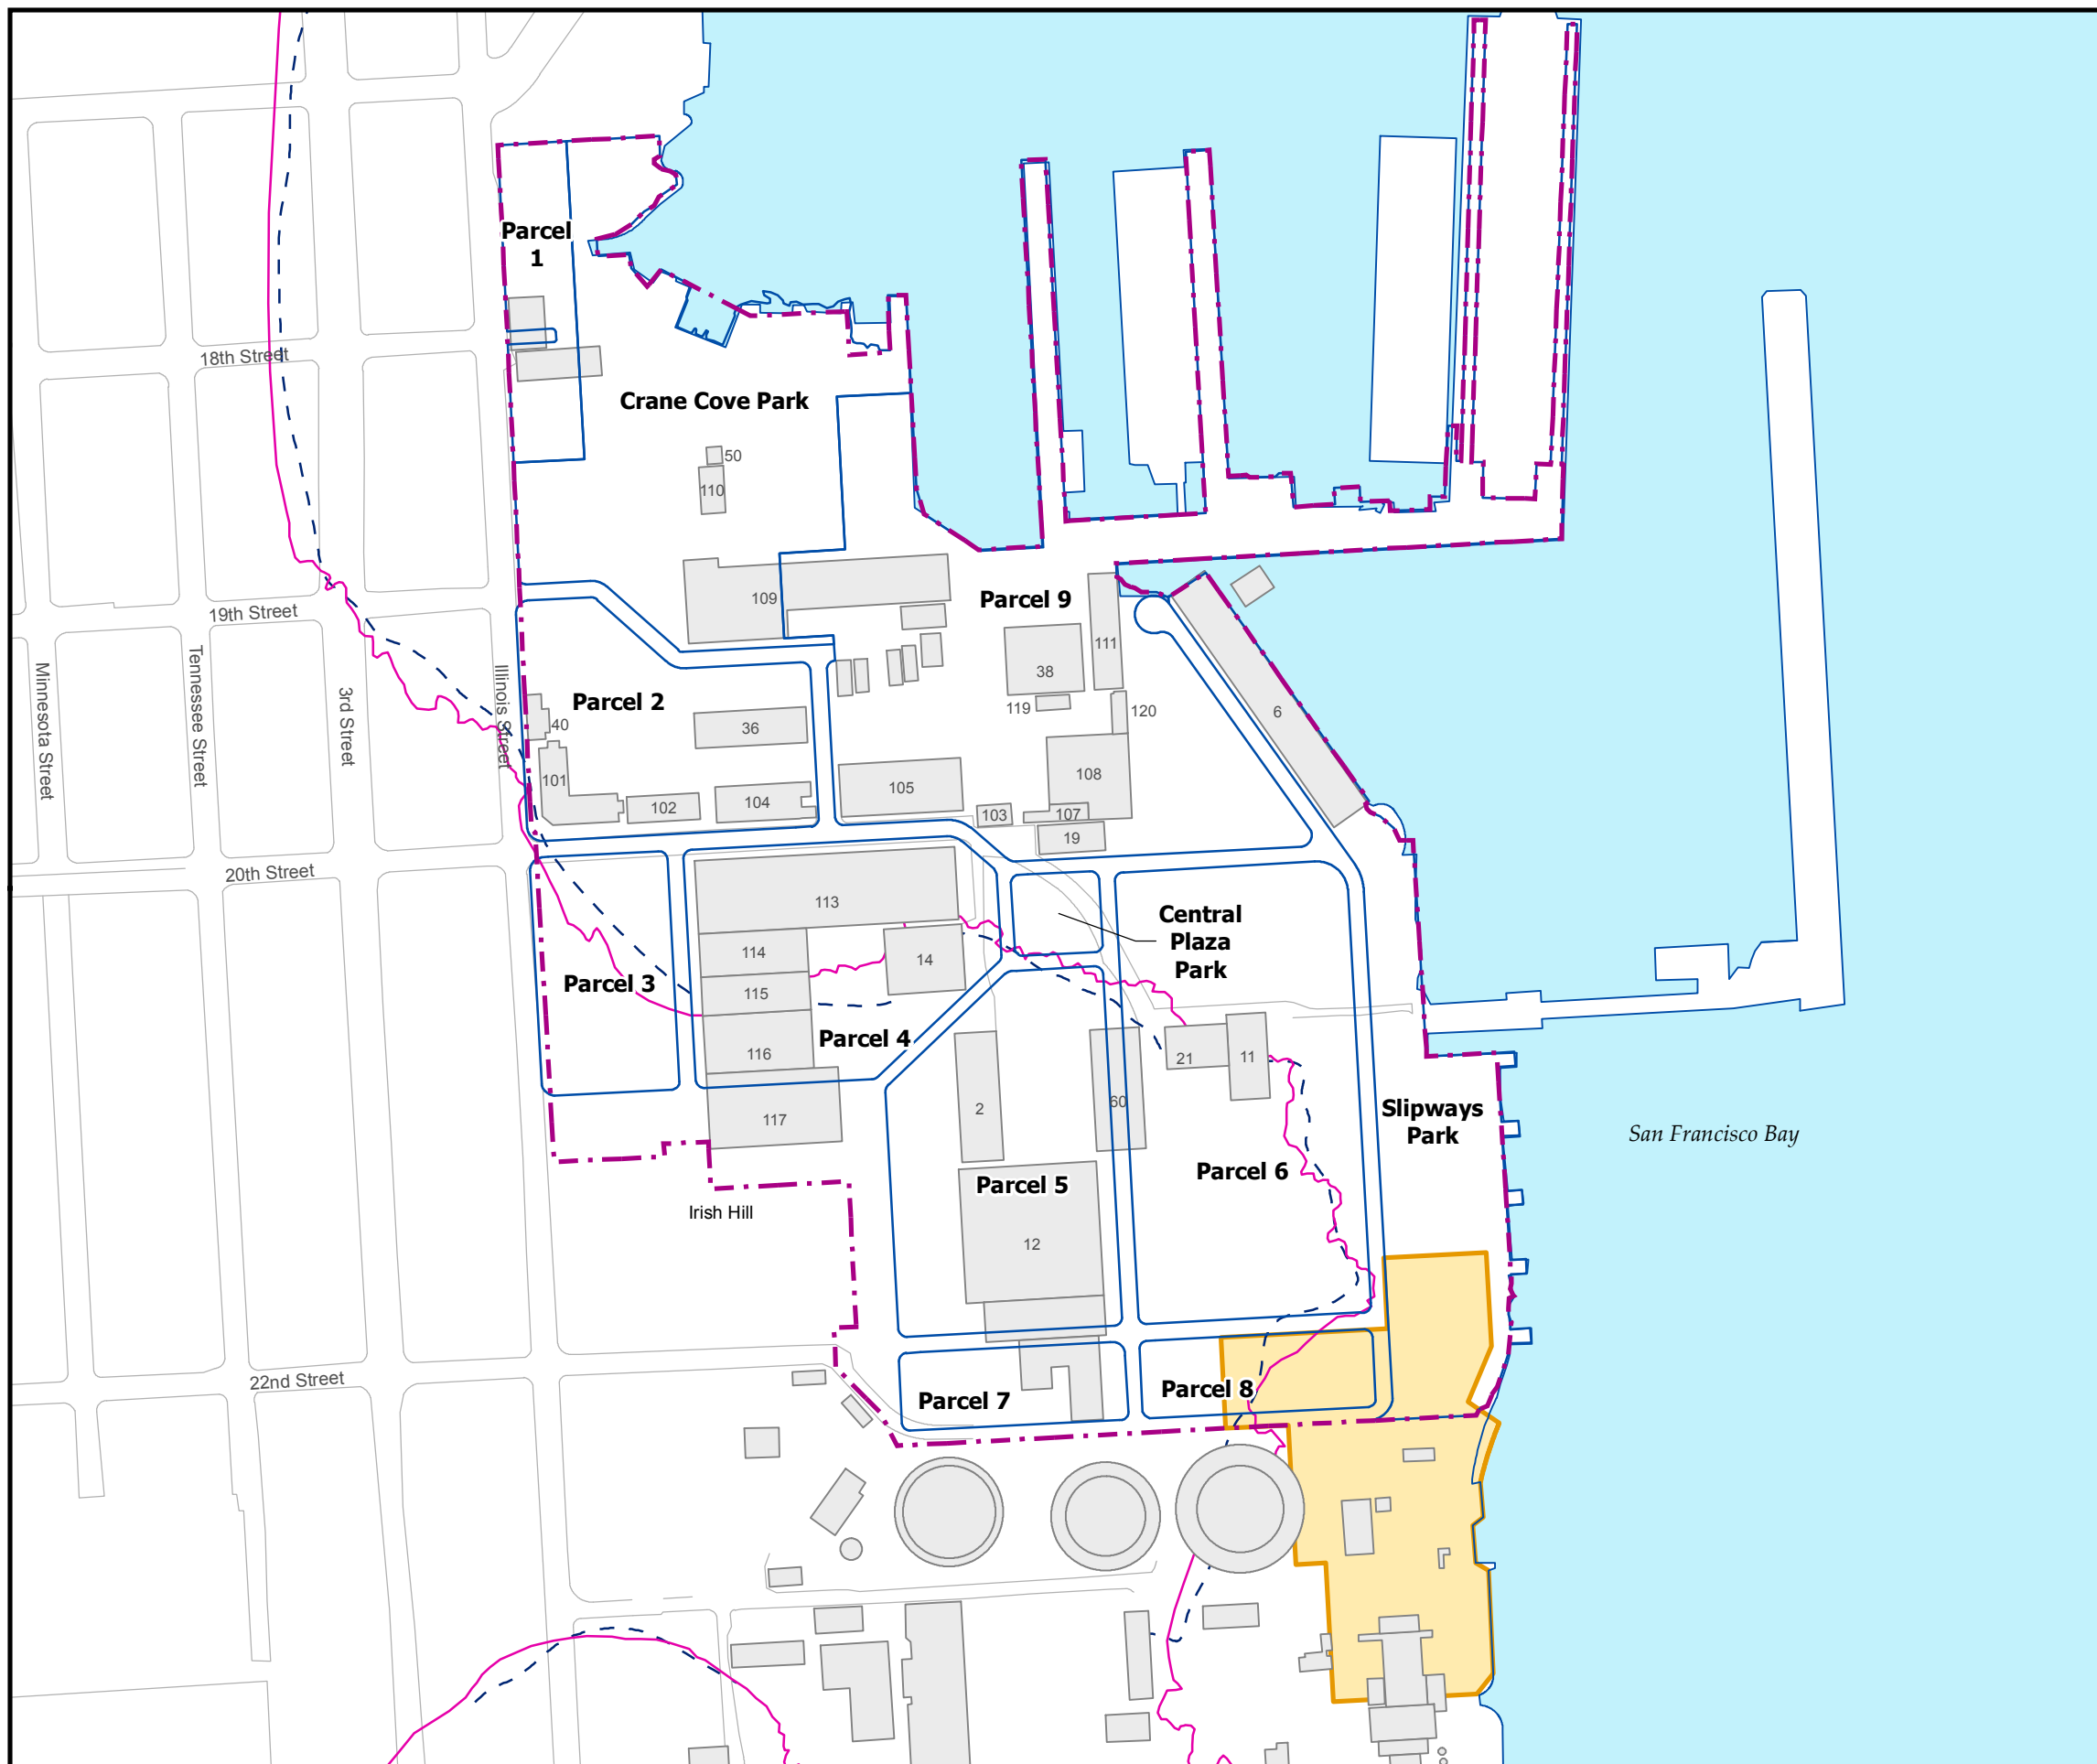 Parcel
1
18th Street
Crane Cove Park
50
110
19th Street
109
Parcel 9
111
38
119
120
6
Minnesota Street
Tennessee Street
3rd Street
Illinois Street
Parcel 2
40
36
101
102
104
105
108
103
107
19
20th Street
113
114
14
115
Parcel 3
116
Parcel 4
117
Central
Plaza
Park
21
11
2
60
Slipways
Park
San Francisco Bay
Parcel 5
Parcel 6
Irish Hill
12
22nd Street
Parcel 7
Parcel 8